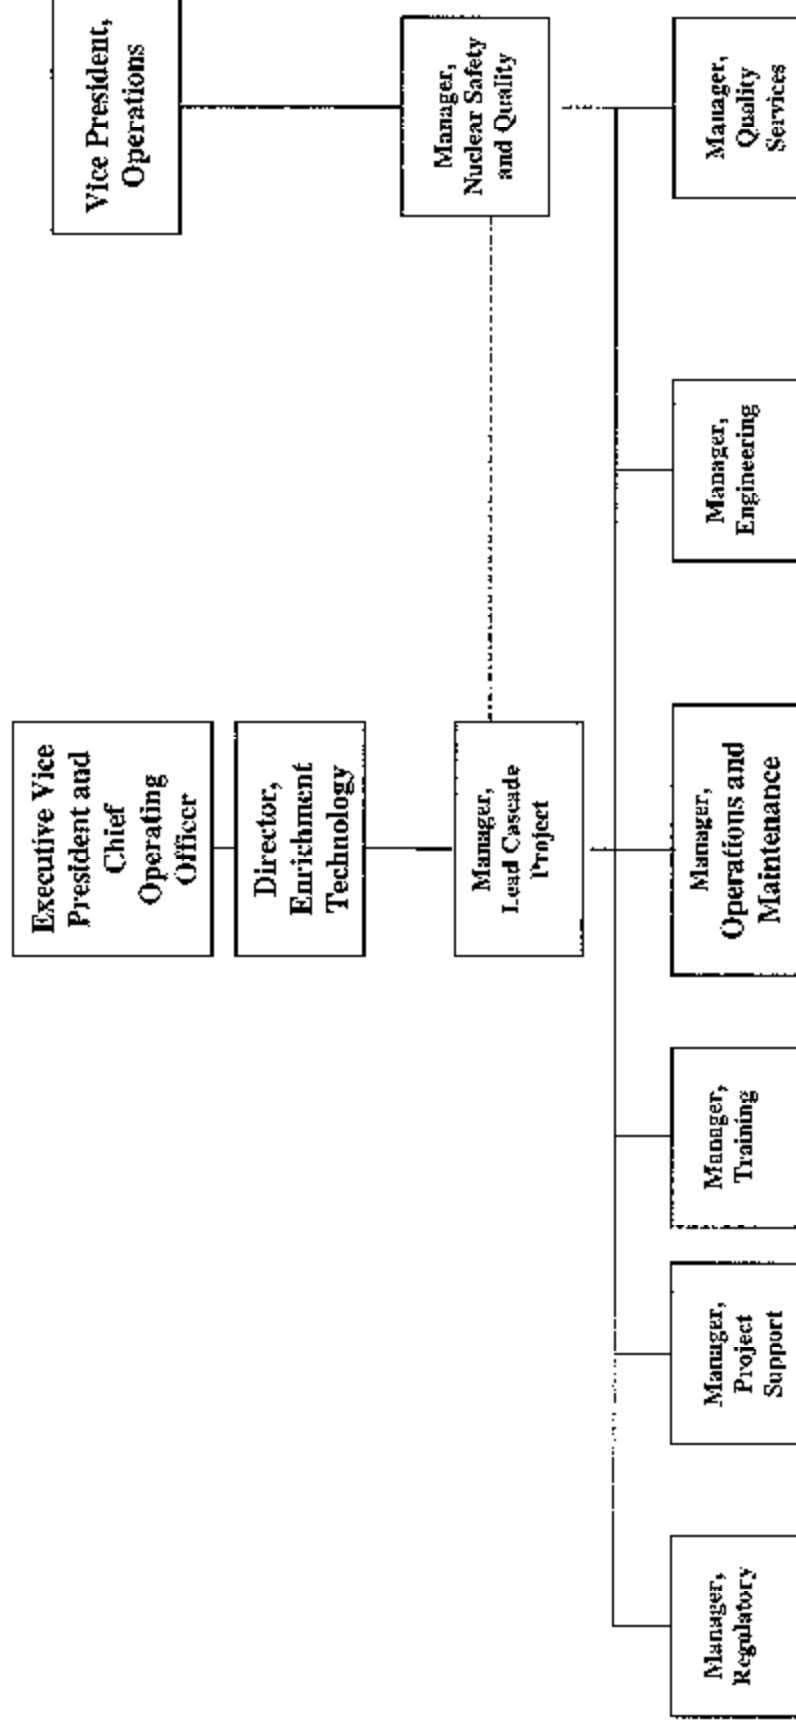 Executive Vice
President and
Chief
Operating
Officer
Vice President,
Operations
Director,
Enrichment
Technology
Manager,
Lead Cascade
Project
Manager,
Nuclear Safety
and Quality
Manager,
Regulatory
Manager,
Project
Support
Manager,
Training
Manager,
Operations and
Maintenance
Manager,
Engineering
Manager,
Quality
Services